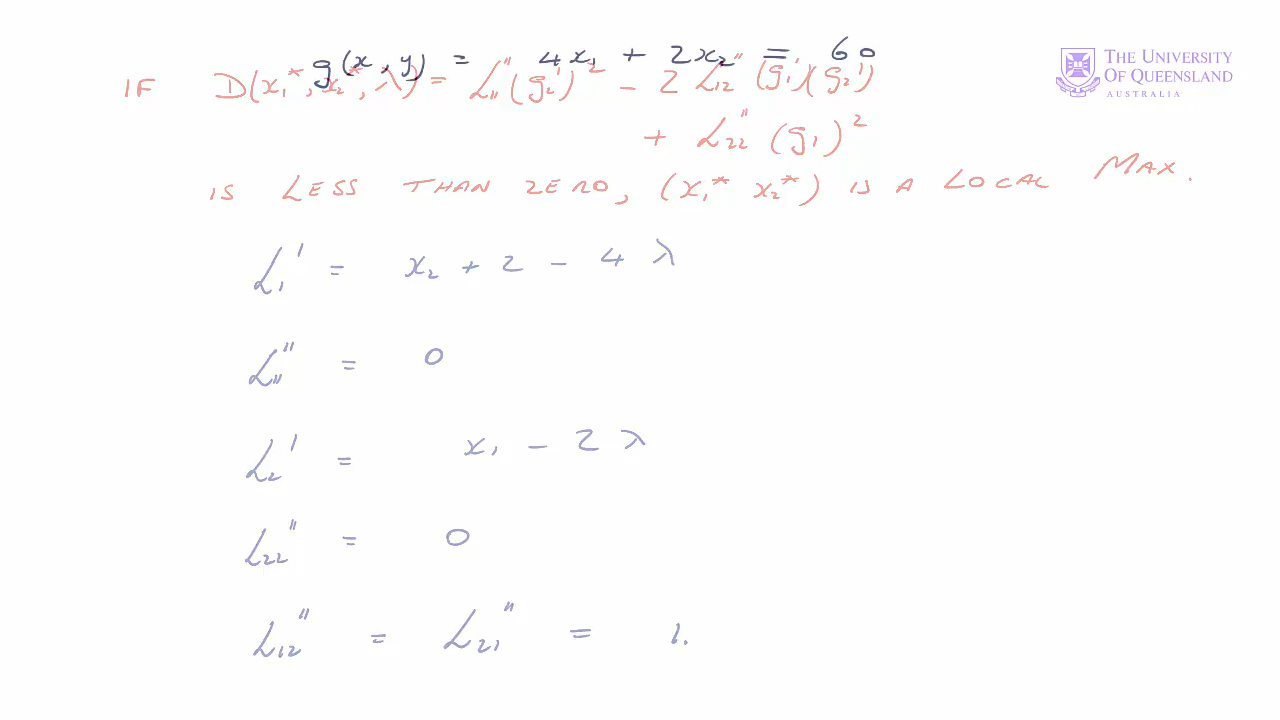 g(x, y) = 4x₁ + 2x₂ = 60
THE UNIVERSITY
OF QUEENSLAND
AUSTRALIA
IF D(x₁*, x₂*, λ) = L₁₁'' (g₂')² - 2 L₁₂'' (g₁')(g₂')
+ L₂₂'' (g₁)²
IS LESS THAN ZERO, (x₁* x₂*) IS A LOCAL MAX.
L₁' = x₂ + 2 - 4 λ
L₁₁'' = 0
L₂' = x₁ - 2 λ
L₂₂'' = 0
L₁₂'' = L₂₁'' = 1.